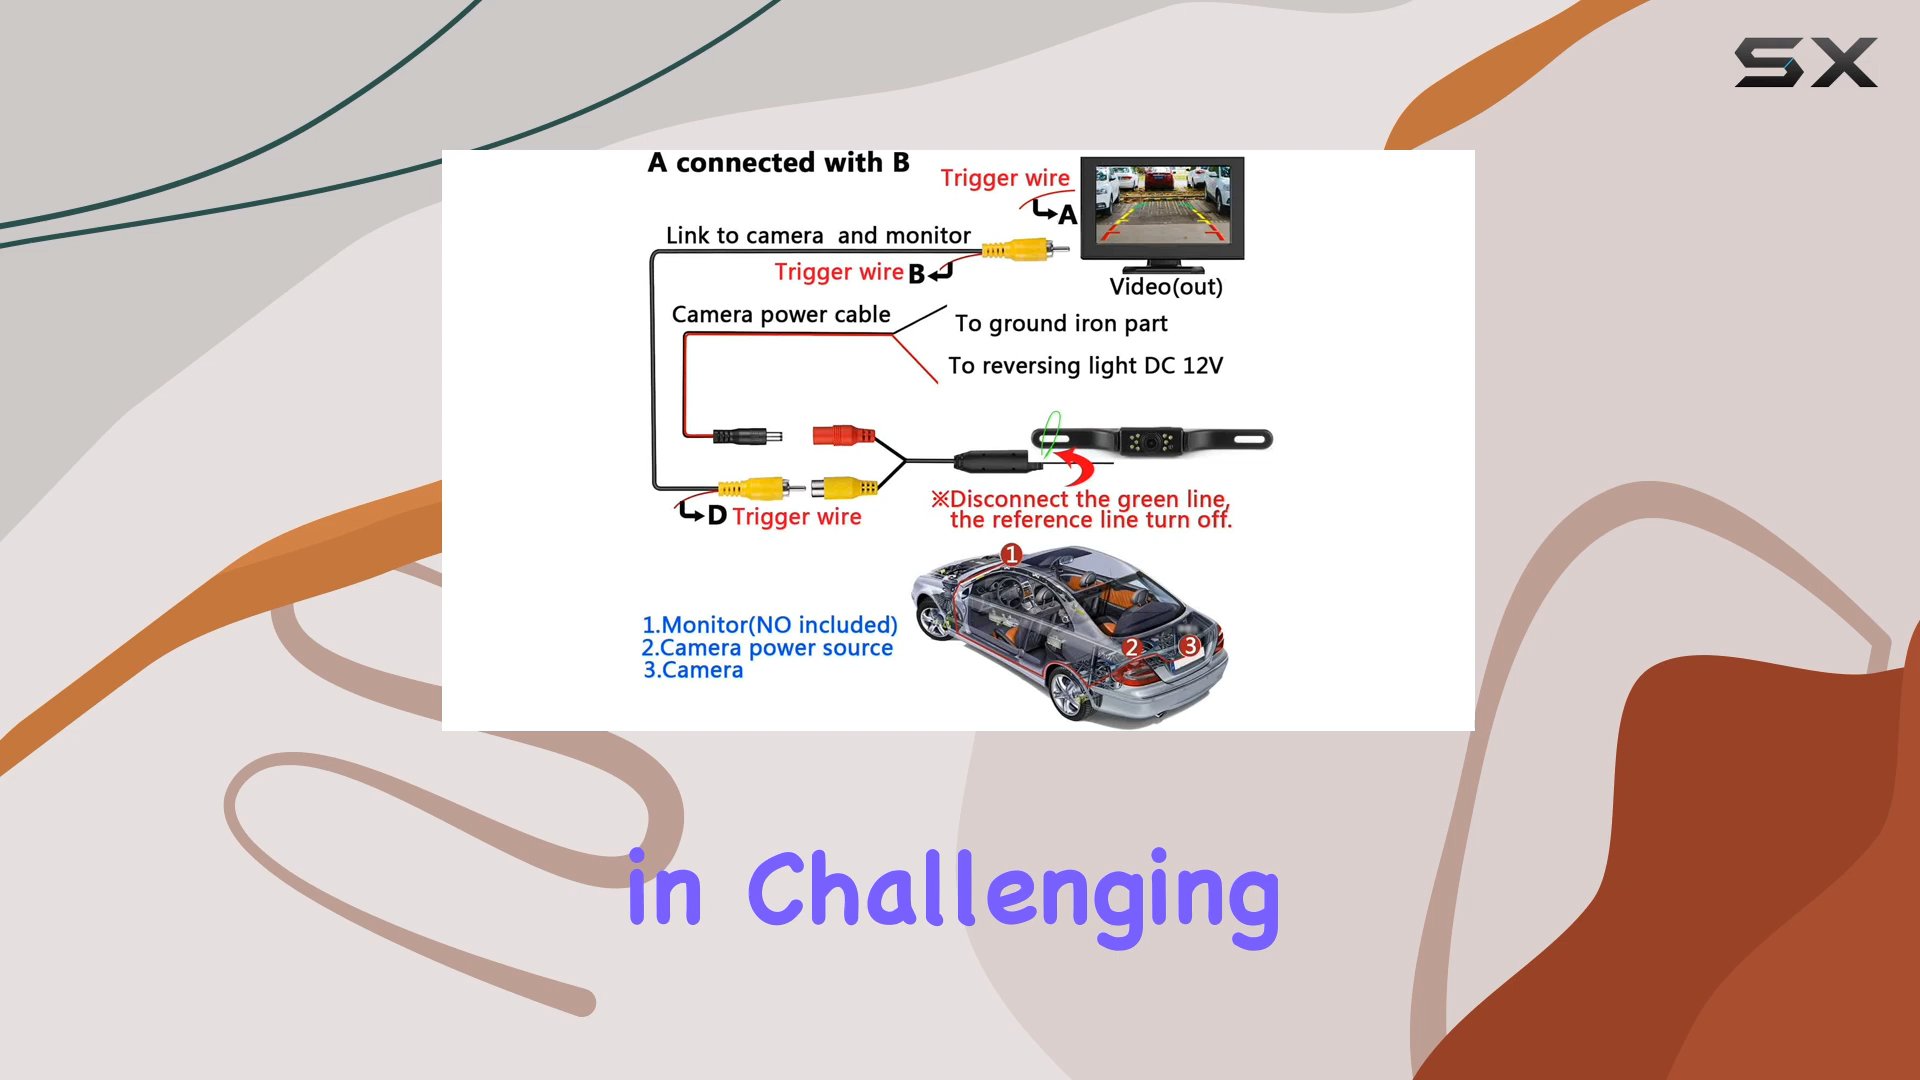 SX
A connected with B
Trigger wire
A
Link to camera and monitor
Trigger wire B
Video(out)
Camera power cable
To ground iron part
To reversing light DC 12V
※Disconnect the green line,
the reference line turn off.
D Trigger wire
1
1.Monitor(NO included)
2.Camera power source
3.Camera
2
3
in Challenging